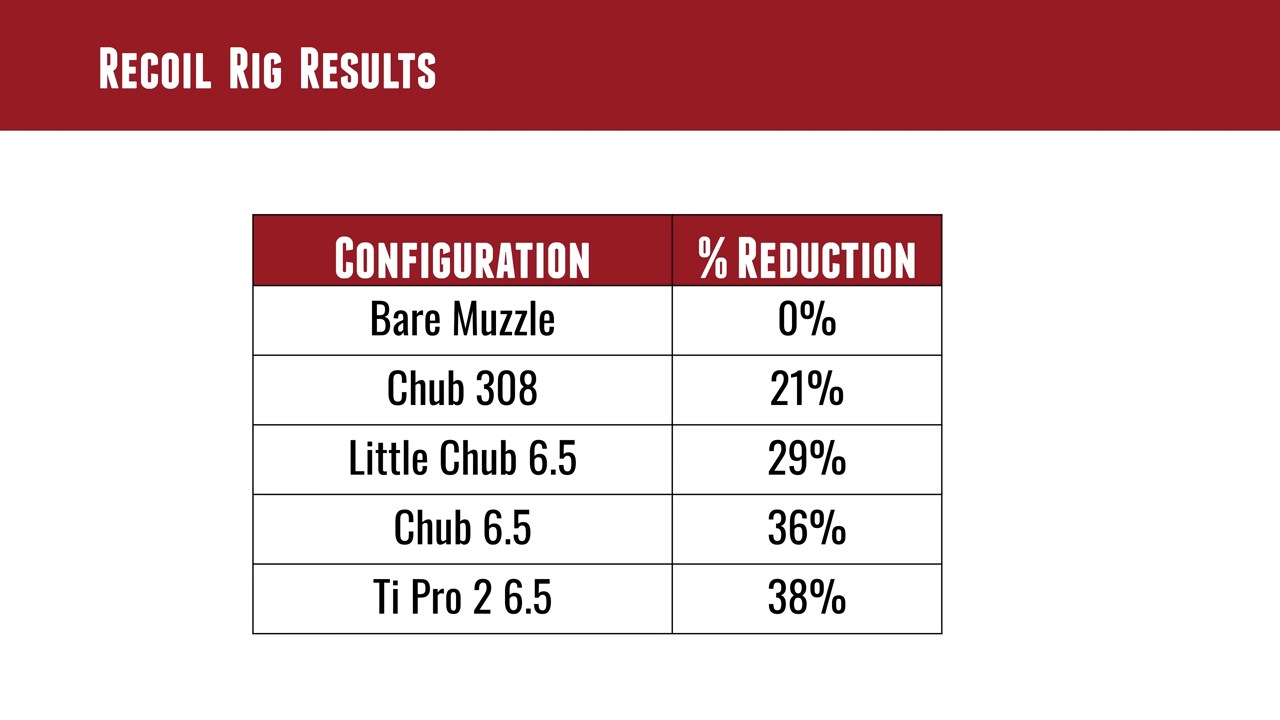 Recoil Rig Results
Configuration % Reduction
Bare Muzzle 0%
Chub 308 21%
Little Chub 6.5 29%
Chub 6.5 36%
Ti Pro 2 6.5 38%